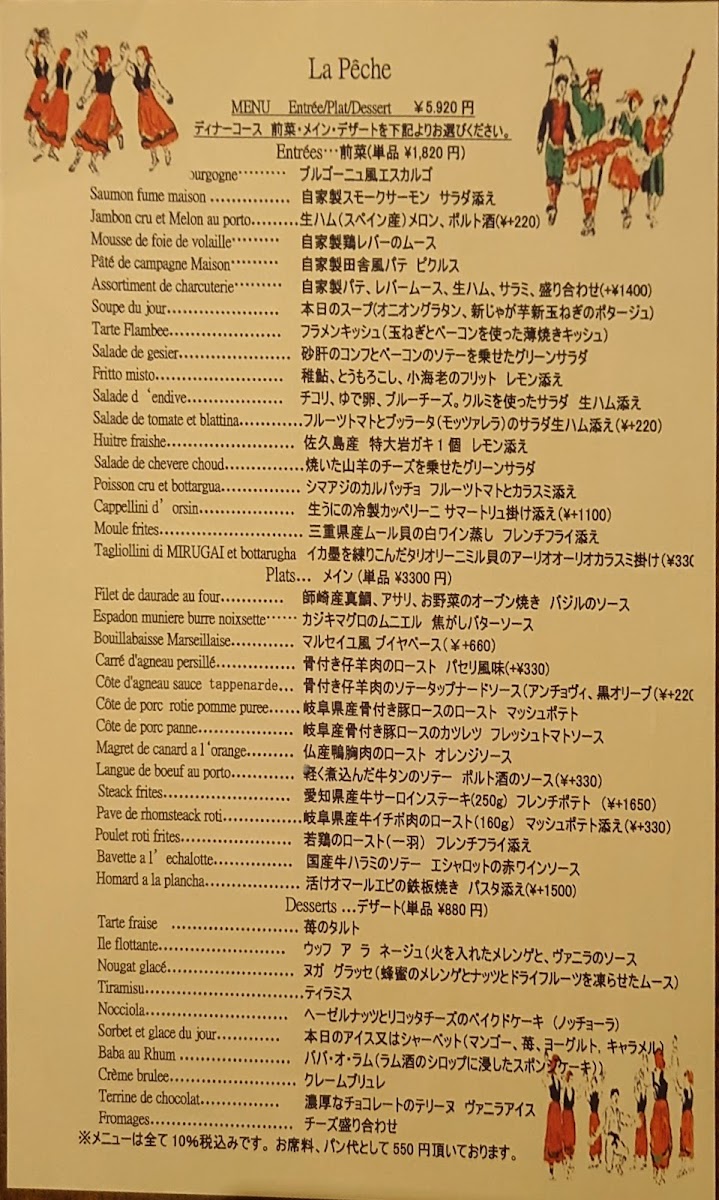 La Pêche
MENU Entrée/Plat/Dessert ￥5.920円
ディナーコース 前菜・メイン・デザートを下記よりお選びください。
Entrées…前菜(単品 ¥1,820円)
ourgogne……… ブルゴーニュ風エスカルゴ
Saumon fume maison …………… 自家製スモークサーモン サラダ添え
Jambon cru et Melon au porto………生ハム(スペイン産)メロン、ポルト酒(¥+220)
Mousse de foie de volaille……… 自家製鶏レバーのムース
Pâté de campagne Maison……… 自家製田舎風パテ ピクルス
Assortiment de charcuterie……… 自家製パテ、レバームース、生ハム、サラミ、盛り合わせ(+¥1400)
Soupe du jour………………… 本日のスープ(オニオングラタン、新じゃが芋新玉ねぎのポタージュ)
Tarte Flambee………………… フラメンキッシュ(玉ねぎとベーコンを使った薄焼きキッシュ)
Salade de gesier……………… 砂肝のコンフとベーコンのソテーを乗せたグリーンサラダ
Fritto misto………………… 稚鮎、とうもろこし、小海老のフリット レモン添え
Salade d‘endive……………… チコリ、ゆで卵、ブルーチーズ。クルミを使ったサラダ 生ハム添え
Salade de tomate et blattina…………フルーツトマトとブッラータ(モッツァレラ)のサラダ生ハム添え(¥+220)
Huitre fraishe………………… 佐久島産 特大岩ガキ1個 レモン添え
Salade de chevere choud…………焼いた山羊のチーズを乗せたグリーンサラダ
Poisson cru et bottargua………… シマアジのカルパッチョ フルーツトマトとカラスミ添え
Cappellini d’orsin……………… 生うにの冷製カッペリーニ サマートリュ掛け添え(¥+1100)
Moule frites…………………… 三重県産ムール貝の白ワイン蒸し フレンチフライ添え
Tagliollini di MIRUGAI et bottarugha イカ墨を練りこんだタリオリーニミル貝のアーリオオーリオカラスミ掛け(¥330
Plats… メイン (単品 ¥3300円)
Filet de daurade au four………… 師崎産真鯛、アサリ、お野菜のオーブン焼き バジルのソース
Espadon muniere burre noixsette…… カジキマグロのムニエル 焦がしバターソース
Bouillabaisse Marseillaise………… マルセイユ風 ブイヤベース(￥+660)
Carré d'agneau persillé………… 骨付き仔羊肉のロースト パセリ風味(+¥330)
Côte d'agneau sauce tappenarde… 骨付き仔羊肉のソテータップナードソース(アンチョヴィ、黒オリーブ(¥+220
Côte de porc rotie pomme puree……岐阜県産骨付き豚ロースのロースト マッシュポテト
Côte de porc panne…………… 岐阜県産骨付き豚ロースのカツレツ フレッシュトマトソース
Magret de canard a l‘orange……… 仏産鴨胸肉のロースト オレンジソース
Langue de boeuf au porto………… 軽く煮込んだ牛タンのソテー ポルト酒のソース(¥+330)
Steack frites………………… 愛知県産牛サーロインステーキ(250g) フレンチポテト (¥+1650)
Pave de rhomsteack roti…………岐阜県産牛イチボ肉のロースト(160g) マッシュポテト添え(¥+330)
Poulet roti frites……………… 若鶏のロースト(一羽) フレンチフライ添え
Bavette a l’echalotte………… 国産牛ハラミのソテー エシャロットの赤ワインソース
Homard a la plancha…………… 活けオマールエビの鉄板焼き パスタ添え(¥+1500)
Desserts …デザート(単品 ¥880円)
Tarte fraise ………………… 苺のタルト
Ile flottante………………… ウッフ ア ラ ネージュ(火を入れたメレンゲと、ヴァニラのソース
Nougat glacé………………… ヌガ グラッセ(蜂蜜のメレンゲとナッツとドライフルーツを凍らせたムース)
Tiramisu……………………ティラミス
Nocciola…………………… ヘーゼルナッツとリコッタチーズのベイクドケーキ (ノッチョーラ)
Sorbet et glace du jour………… 本日のアイス又はシャーベット(マンゴー、苺、ヨーグルト,キャラメル)
Baba au Rhum ……………… ババ・オ・ラム(ラム酒のシロップに浸したスポンジケーキ))
Crème brulee………………… クレームブリュレ
Terrine de chocolat…………… 濃厚なチョコレートのテリーヌ ヴァニラアイス
Fromages…………………… チーズ盛り合わせ
※メニューは全て10％税込みです。お席料、パン代として550円頂いております。